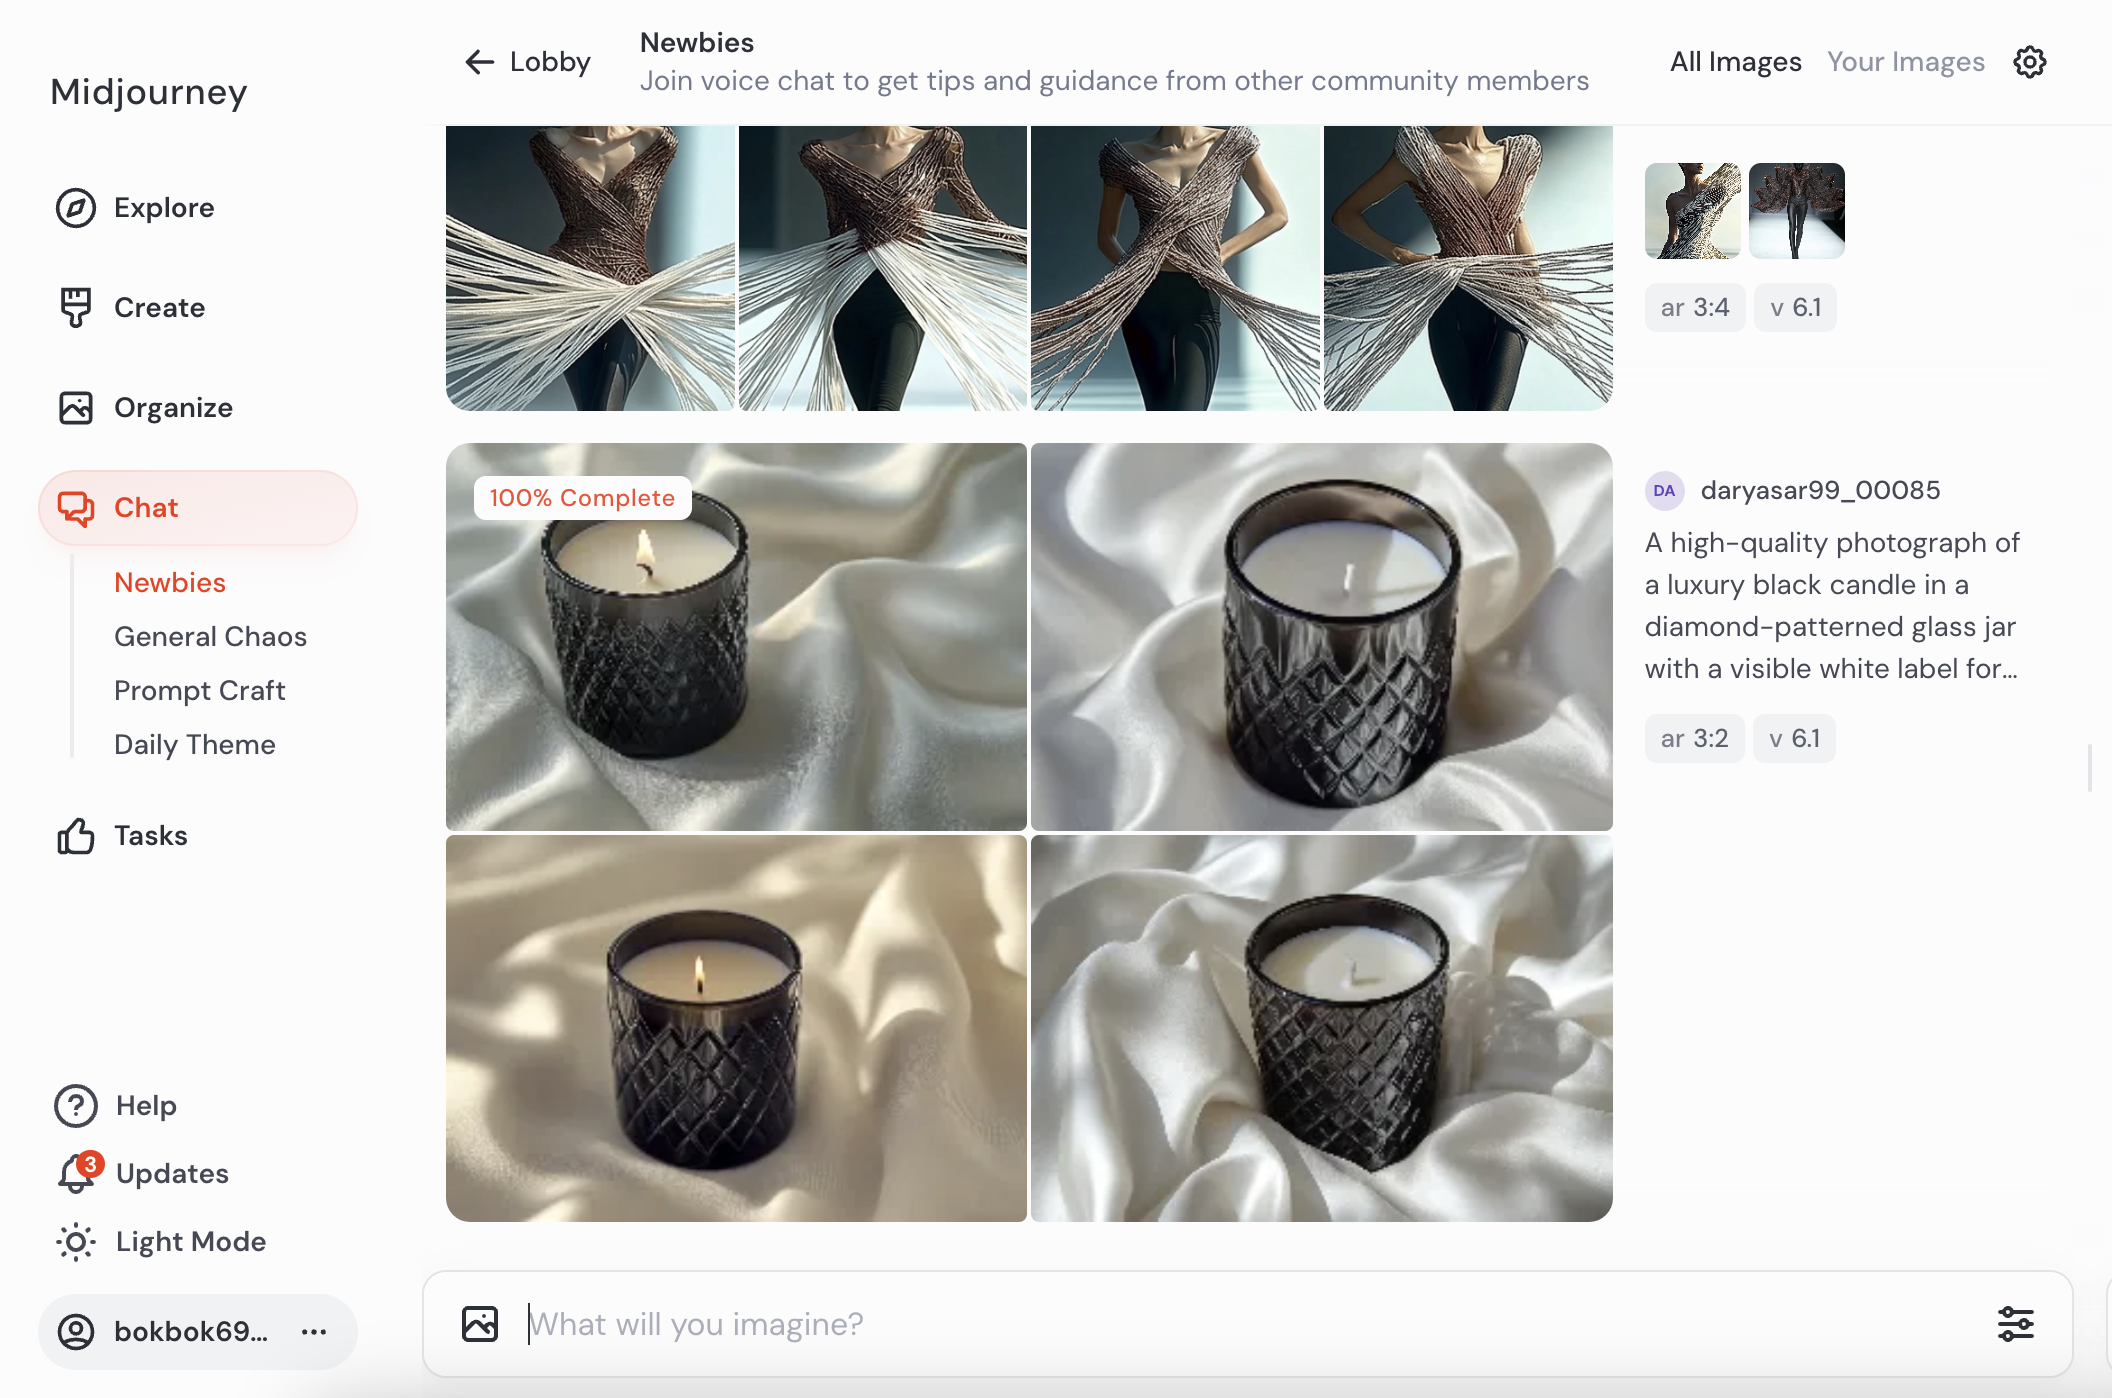 Midjourney
Explore
Create
Organize
Chat
Newbies
General Chaos
Prompt Craft
Daily Theme
Tasks
Help
3
Updates
Light Mode
bokbok69...
Lobby
Newbies
Join voice chat to get tips and guidance from other community members
All Images
Your Images
ar 3:4
v 6.1
100% Complete
DA
daryasar99_00085
A high-quality photograph of
a luxury black candle in a
diamond-patterned glass jar
with a visible white label for...
ar 3:2
v 6.1
What will you imagine?